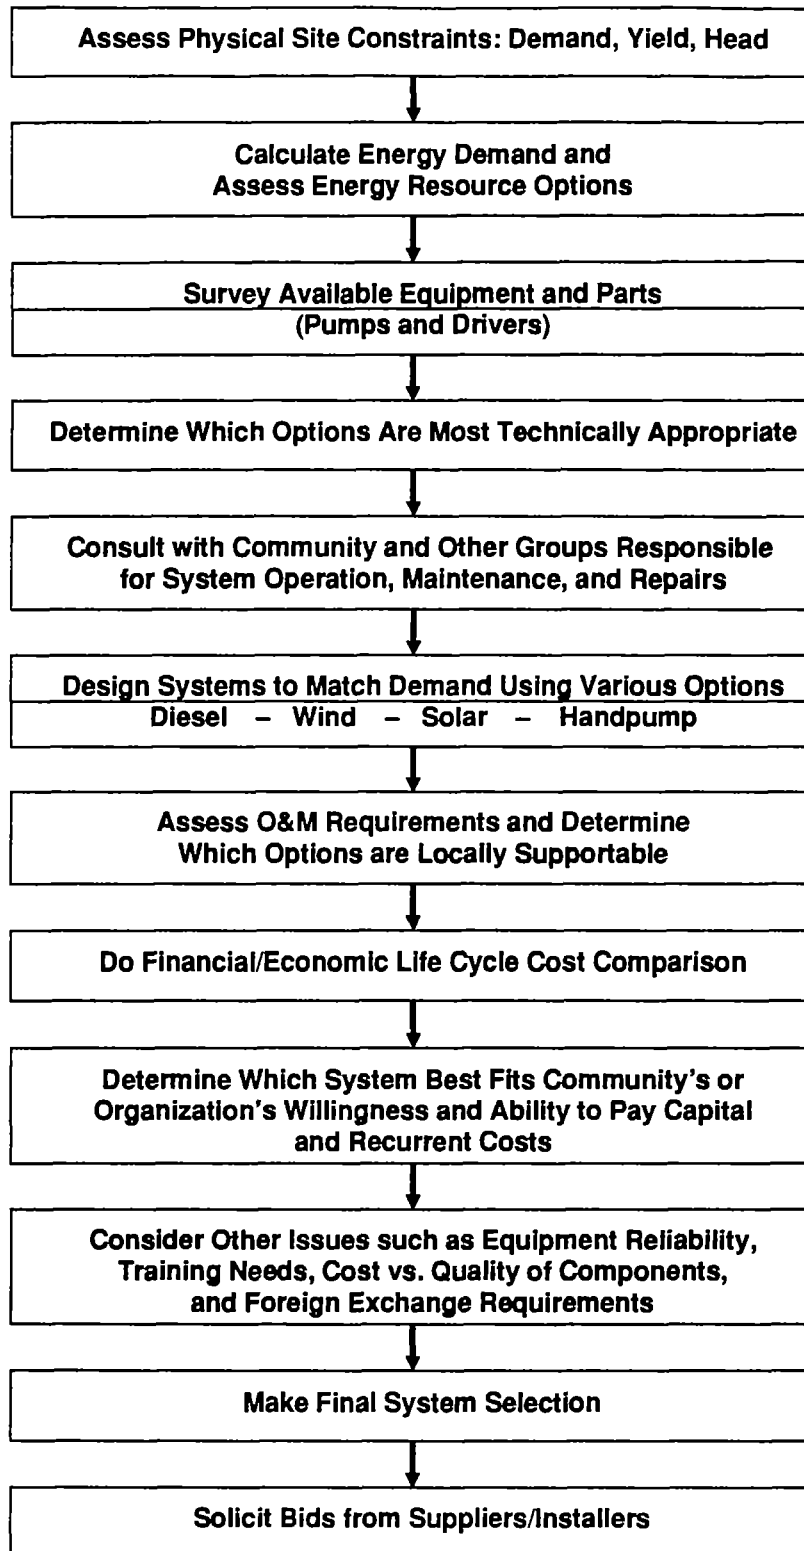 Assess Physical Site Constraints: Demand, Yield, Head
Calculate Energy Demand and
Assess Energy Resource Options
Survey Available Equipment and Parts
(Pumps and Drivers)
Determine Which Options Are Most Technically Appropriate
Consult with Community and Other Groups Responsible
for System Operation, Maintenance, and Repairs
Design Systems to Match Demand Using Various Options
Diesel – Wind – Solar – Handpump
Assess O&M Requirements and Determine
Which Options are Locally Supportable
Do Financial/Economic Life Cycle Cost Comparison
Determine Which System Best Fits Community's or
Organization's Willingness and Ability to Pay Capital
and Recurrent Costs
Consider Other Issues such as Equipment Reliability,
Training Needs, Cost vs. Quality of Components,
and Foreign Exchange Requirements
Make Final System Selection
Solicit Bids from Suppliers/Installers